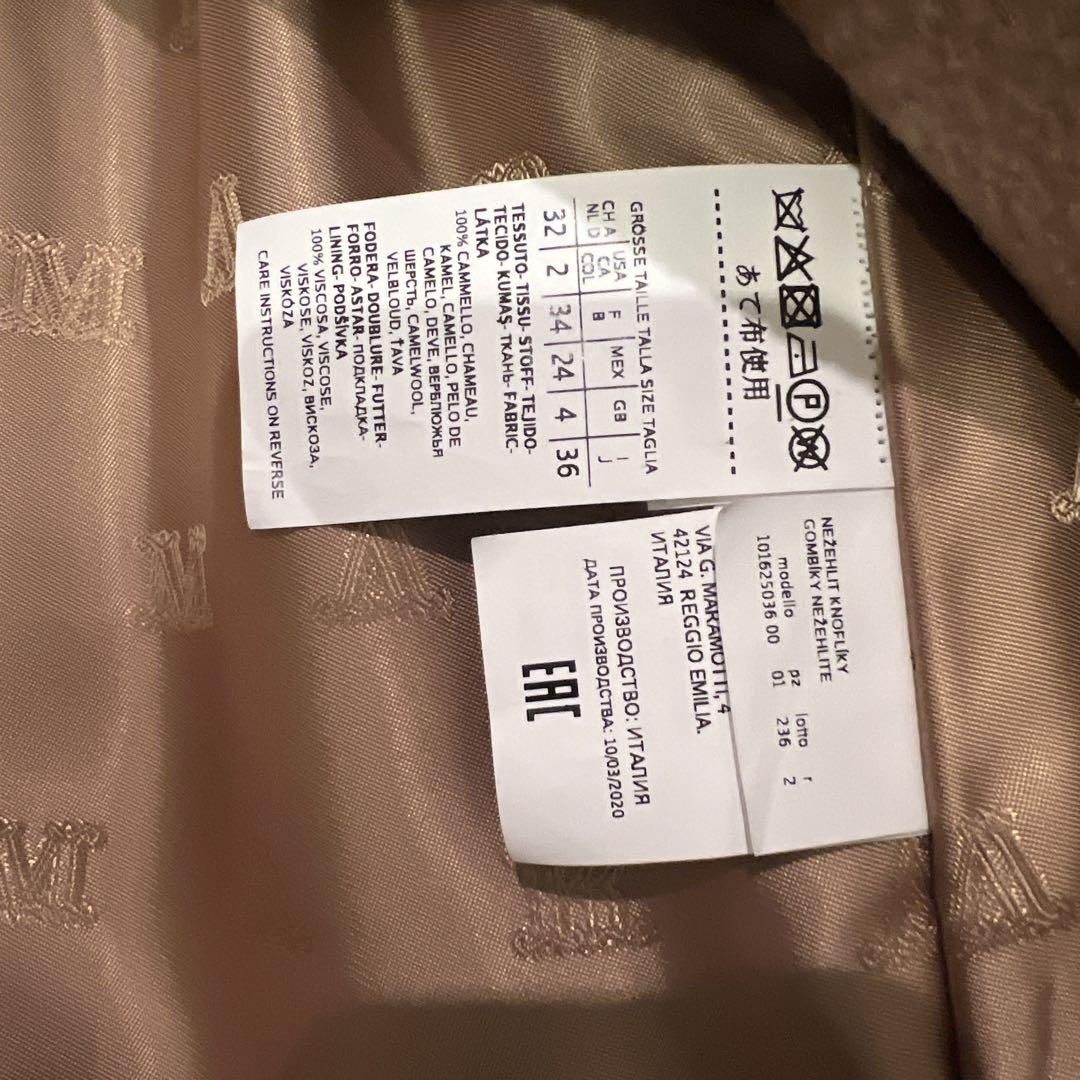 あて布使用
GRÖSSE TAILLE TALLA SIZE TAGLIA
CH A USA F MEX GB I
NL D CA B J
COL
32 2 34 24 4 36
TESSUTO- TISSU- STOFF- TEJIDO-
TECIDO- KUMAŞ- ТКАНЬ- FABRIC-
LÁTKA
100% CAMMELLO, CHAMEAU,
KAMEL, CAMELLO, PELO DE
CAMELO, DEVE, ВЕРБЛЮЖЬЯ
ШЕРСТЬ, CAMELWOOL,
VELBLOUD, ŤAVA
FODERA- DOUBLURE- FUTTER-
FORRO- ASTAR- ПОДКЛАДКА-
LINING- PODŠÍVKA
100% VISCOSA, VISCOSE,
VISKOSE, VISKOZ, ВИСКОЗА,
VISKÓZA
CARE INSTRUCTIONS ON REVERSE
NEŽEHLIT KNOFLÍKY
GOMBÍKY NEŽEHLITE
modello pz lotto r
101625036 00 01 236 2
VIA G. MARAMOTTI, 4
42124 REGGIO EMILIA.
ИТАЛИЯ
ПРОИЗВОДСТВО: ИТАЛИЯ
ДАТА ПРОИЗВОДСТВА: 10/03/2020
EAC